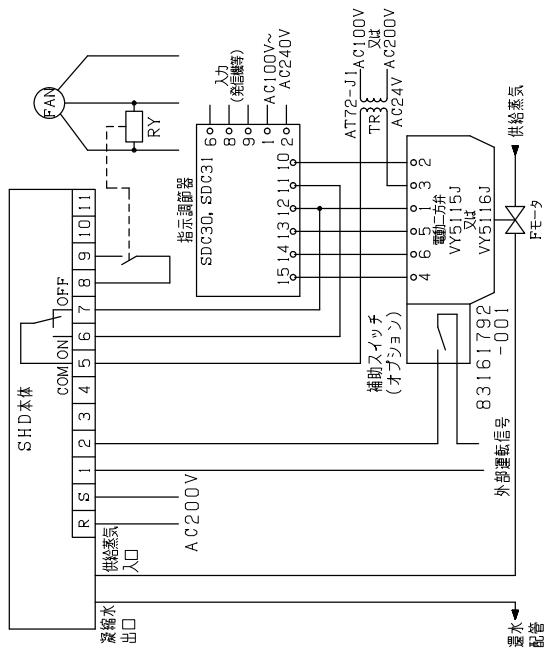 SHD本体
COM ON OFF
R S 1 2 3 4 5 6 7 8 9 10 11
AC200V
供給蒸気
入口
凝縮水
出口
FAN
RY
指示調節器
SDC30, SDC31
6
8
9
1
2
入力
(発信機等)
AC100V~
AC240V
15 14 13 12 11 10
AT72-J1
TR
AC100V
又は
AC200V
AC24V
4 6 5 1 3 2
電動二方弁
VY5115J
又は
VY5116J
補助スイッチ
(オプション)
83161792
-001
外部運転信号
供給蒸気
Fモータ
還水
配管